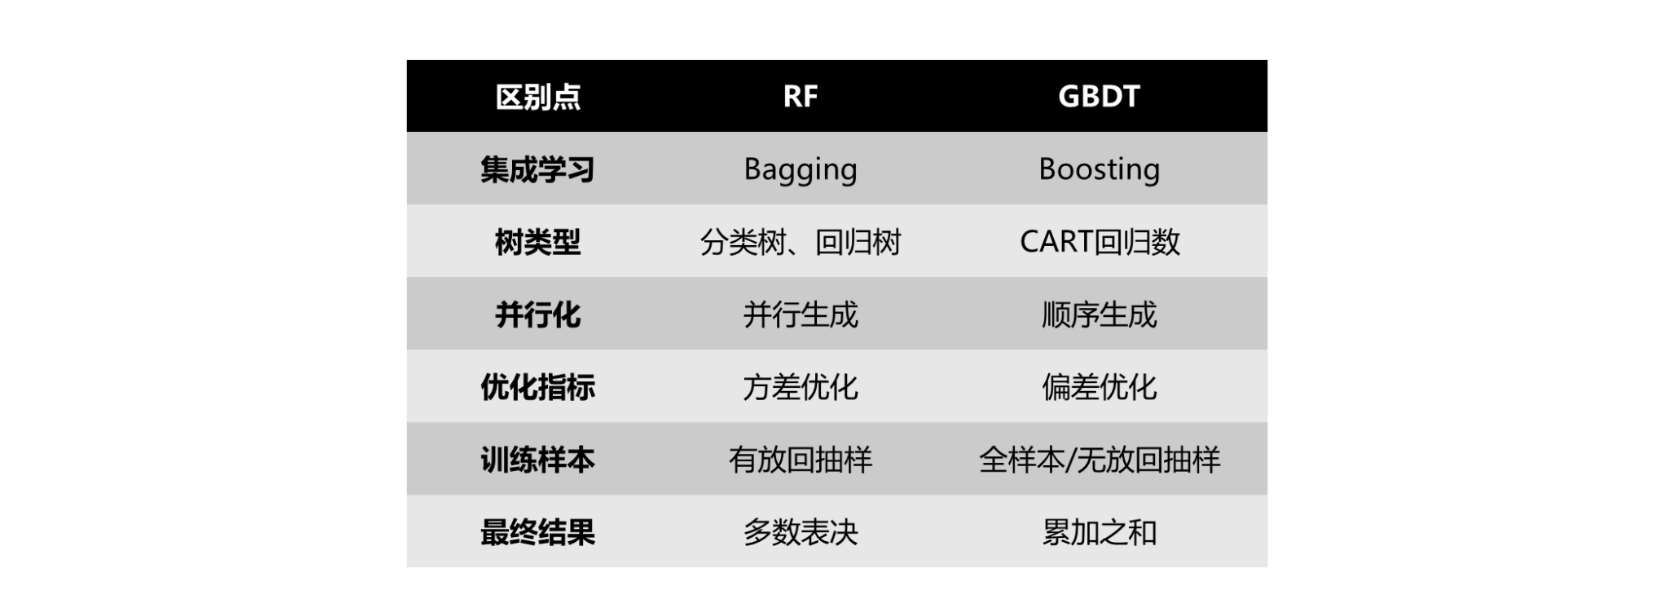 区别点 RF GBDT
集成学习 Bagging Boosting
树类型 分类树、回归树 CART回归数
并行化 并行生成 顺序生成
优化指标 方差优化 偏差优化
训练样本 有放回抽样 全样本/无放回抽样
最终结果 多数表决 累加之和